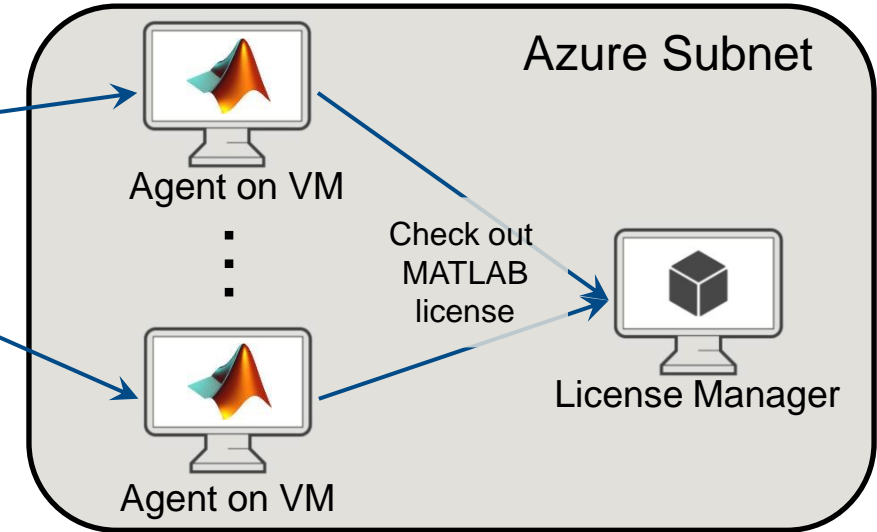 Azure Subnet
Agent on VM
Check out
MATLAB
license
License Manager
Agent on VM